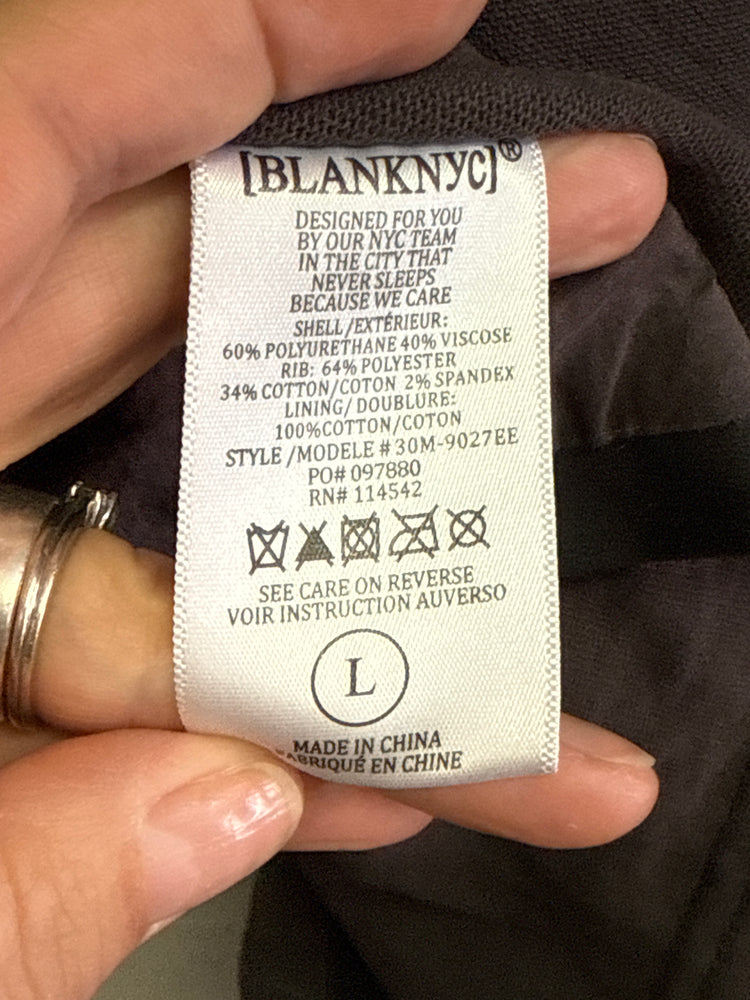 [BLANKNYC]®
DESIGNED FOR YOU
BY OUR NYC TEAM
IN THE CITY THAT
NEVER SLEEPS
BECAUSE WE CARE
SHELL/EXTÉRIEUR:
60% POLYURETHANE 40% VISCOSE
RIB: 64% POLYESTER
34% COTTON/COTON 2% SPANDEX
LINING/ DOUBLURE:
100%COTTON/COTON
STYLE /MODELE # 30M-9027EE
PO# 097880
RN# 114542
SEE CARE ON REVERSE
VOIR INSTRUCTION AUVERSO
L
MADE IN CHINA
FABRIQUÉ EN CHINE